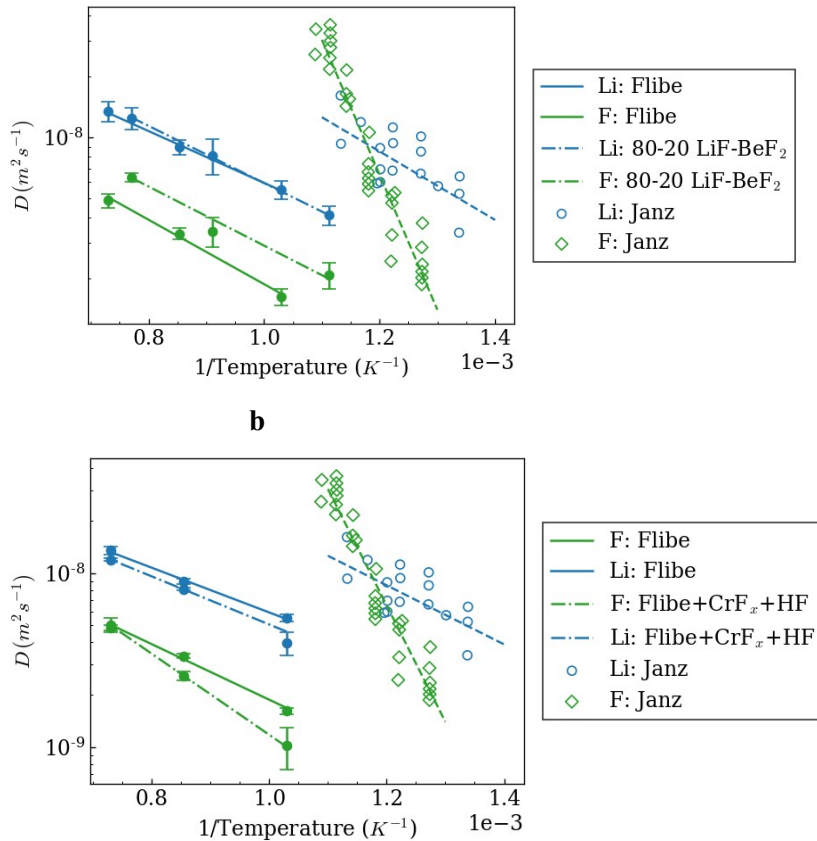 D (m² s⁻¹)
10⁻⁸
0.8 1.0 1.2 1.4
1/Temperature (K⁻¹) 1e−3
Li: Flibe
F: Flibe
Li: 80-20 LiF-BeF₂
F: 80-20 LiF-BeF₂
Li: Janz
F: Janz
b
D (m² s⁻¹)
10⁻⁸
10⁻⁹
0.8 1.0 1.2 1.4
1/Temperature (K⁻¹) 1e−3
F: Flibe
Li: Flibe
F: Flibe+CrFₓ+HF
Li: Flibe+CrFₓ+HF
Li: Janz
F: Janz